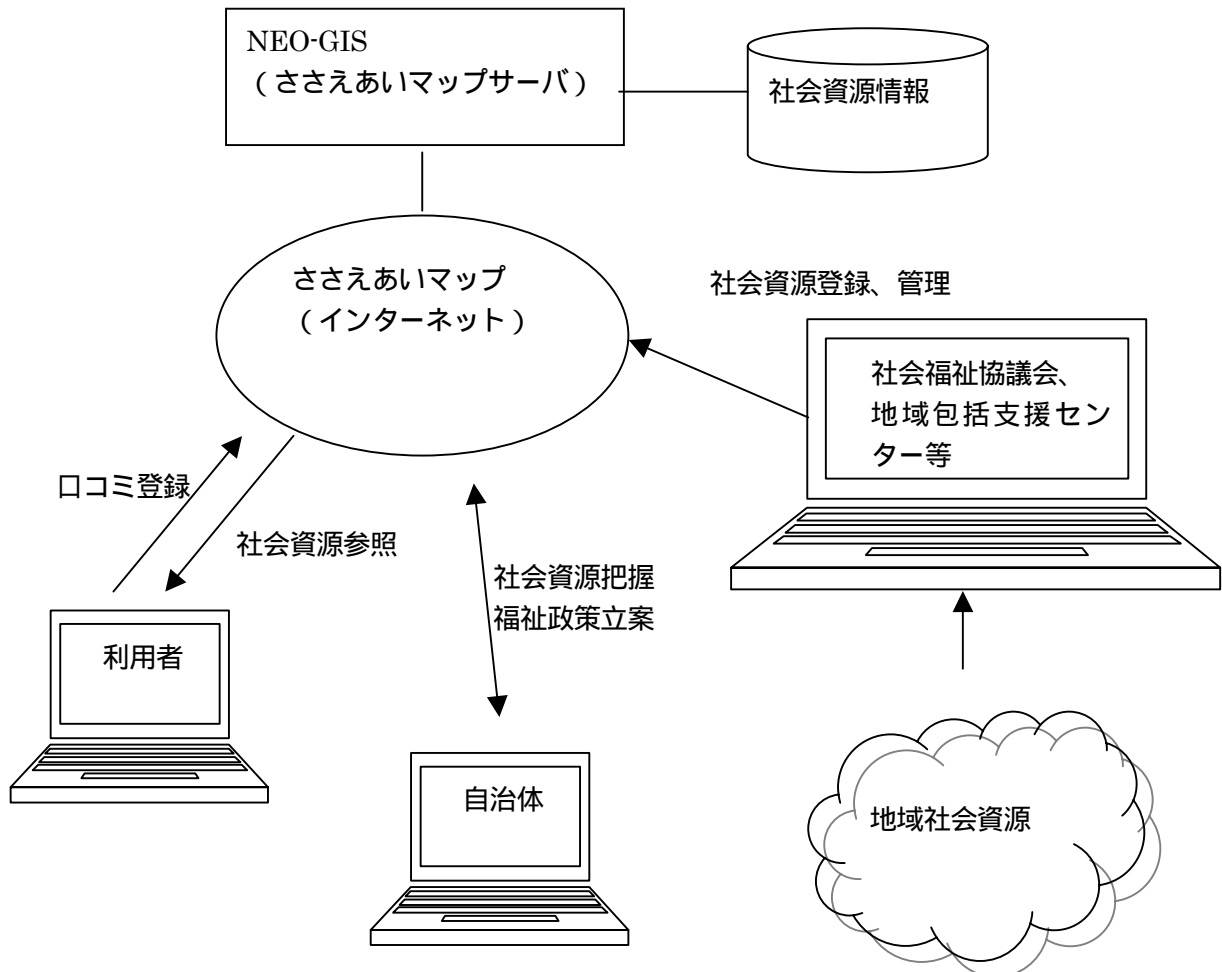 NEO-GIS
（ささえあいマップサーバ）
社会資源情報
ささえあいマップ
（インターネット）
社会資源登録、管理
社会福祉協議会、
地域包括支援セン
ター等
口コミ登録
社会資源参照
社会資源把握
福祉政策立案
利用者
自治体
地域社会資源